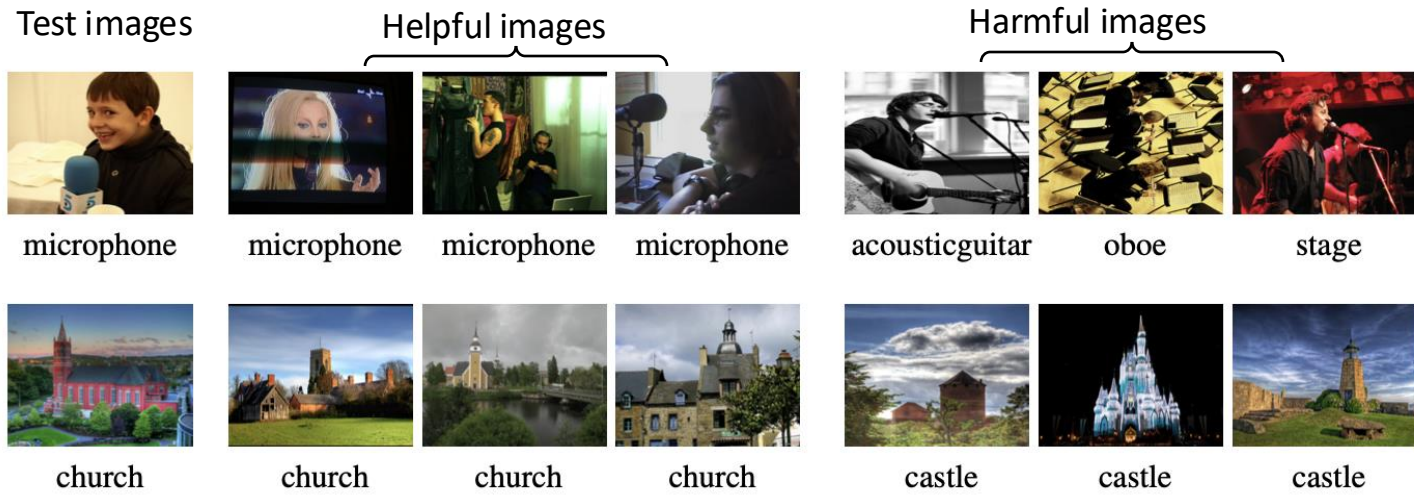 Test images
Helpful images
Harmful images
microphone
microphone
microphone
microphone
acousticguitar
oboe
stage
church
church
church
church
castle
castle
castle